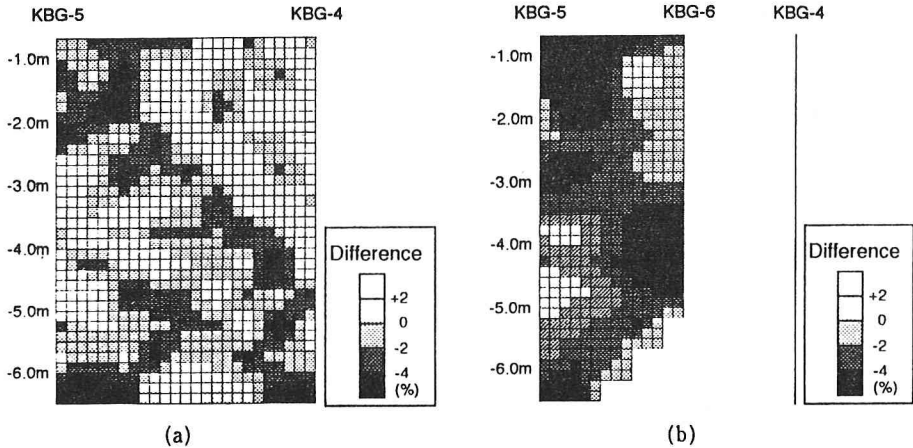 KBG-5 KBG-4
-1.0m
-2.0m
-3.0m
-4.0m
-5.0m
-6.0m
Difference
+2
0
-2
-4
(%)
(a)
KBG-5 KBG-6 KBG-4
-1.0m
-2.0m
-3.0m
-4.0m
-5.0m
-6.0m
Difference
+2
0
-2
-4
(%)
(b)